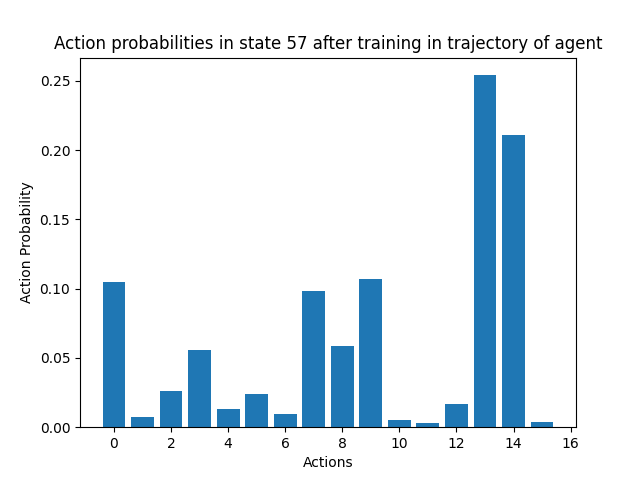 Action probabilities in state 57 after training in trajectory of agent
0.25
0.20
0.15
0.10
0.05
0.00
Action Probability
0 2 4 6 8 10 12 14 16
Actions